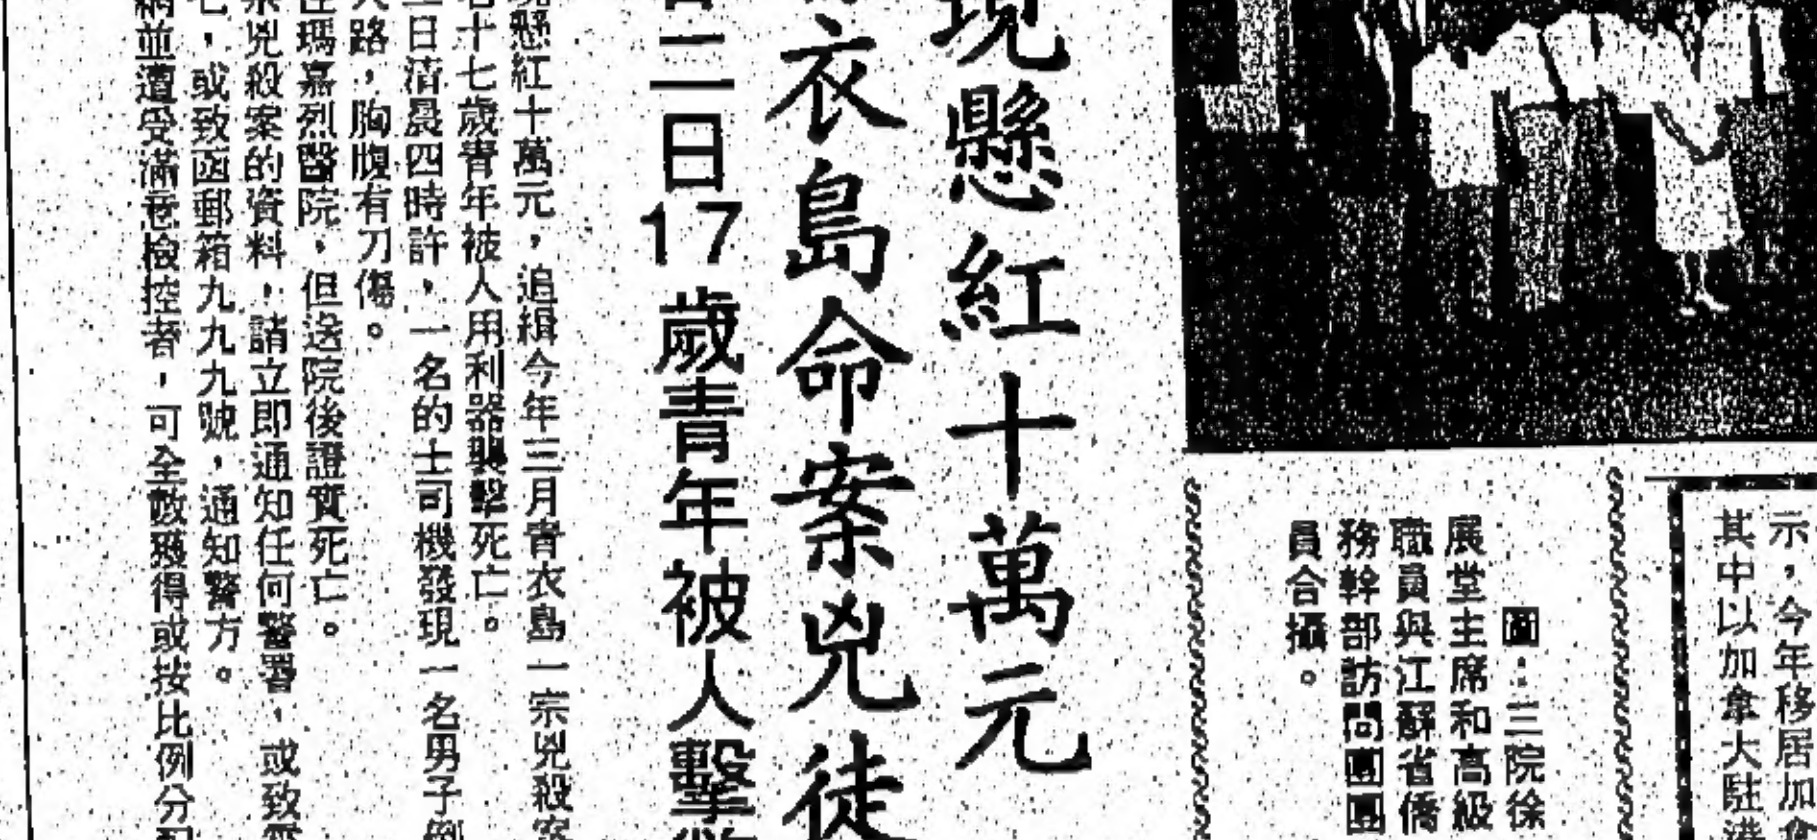 示，今年移居加拿
其中以加拿大駐港
圖：三院徐
展堂主席和高級
職員與江蘇省僑
務幹部訪問團團
員合攝。
現懸紅十萬元
衣島命案兇徒
二日17歲青年被人擊
懸紅十萬元，追緝今年三月青衣島一宗兇殺案
十七歲青年被人用利器襲擊死亡。
日清晨四時許，一名的士司機發現一名男子倒
路，胸腹有刀傷。
瑪嘉烈醫院，但送院後證實死亡。
兇殺案的資料，請立即通知任何警署，或致電
七，或致函郵箱九九九號，通知警方。
網並遭受滿意檢控者，可全數獲得或按比例分配